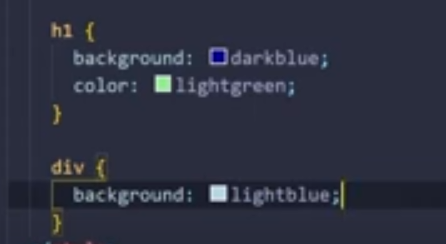 h1 {
background: darkblue;
color: lightgreen;
}
div {
background: lightblue;
}